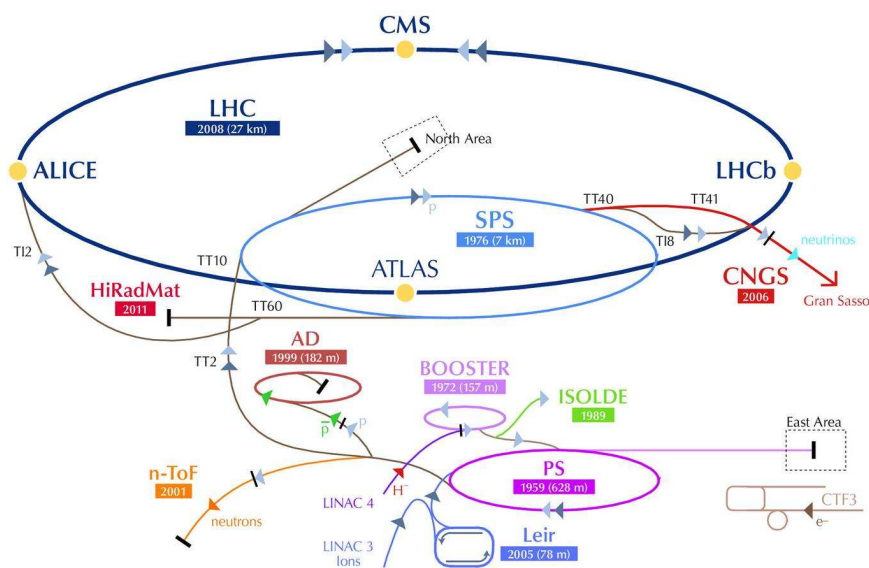 CMS
LHC
2008 (27 km)
North Area
ALICE
LHCb
TT40
TT41
p
SPS
1976 (7 km)
TI8
neutrinos
TI2
TT10
ATLAS
CNGS
2006
Gran Sasso
HiRadMat
2011
TT60
AD
1999 (182 m)
TT2
BOOSTER
1972 (157 m)
ISOLDE
1989
p̅
p
East Area
n-ToF
2001
PS
1959 (628 m)
H⁻
LINAC 4
neutrons
CTF3
e–
LINAC 3
Ions
Leir
2005 (78 m)